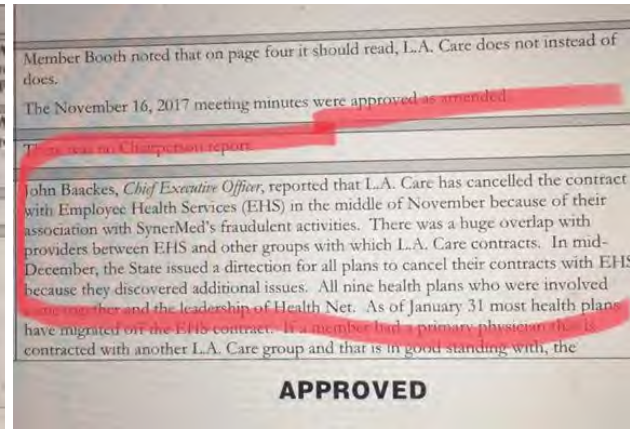 Member Booth noted that on page four it should read, L.A. Care does not instead of
does.
The November 16, 2017 meeting minutes were approved as amended.
There was no Chairperson report.
John Baackes, Chief Executive Officer, reported that L.A. Care has cancelled the contract
with Employee Health Services (EHS) in the middle of November because of their
association with SynerMed's fraudulent activities. There was a huge overlap with
providers between EHS and other groups with which L.A. Care contracts. In mid-
December, the State issued a dirtection for all plans to cancel their contracts with EHS
because they discovered additional issues. All nine health plans who were involved
came together and the leadership of Health Net. As of January 31 most health plans
have migrated off the EHS contract. If a member had a primary physician that is
contracted with another L.A. Care group and that is in good standing with, the
APPROVED